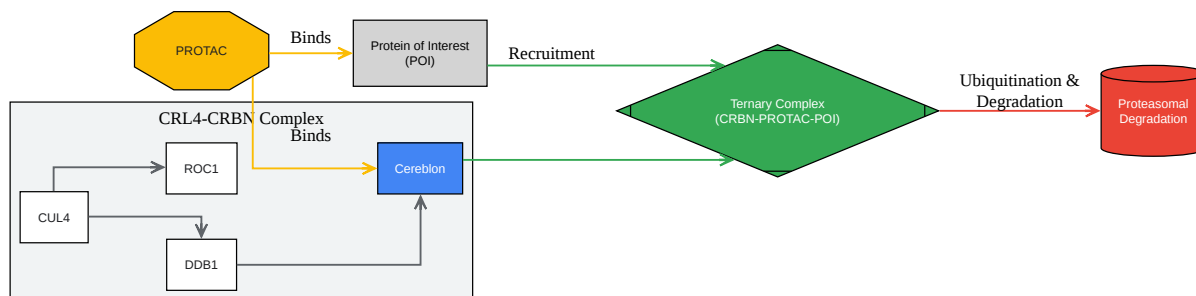 PROTAC
Binds
Protein of Interest
(POI)
Recruitment
Ternary Complex
(CRBN-PROTAC-POI)
Ubiquitination &
Degradation
Proteasomal
Degradation
CRL4-CRBN Complex
Binds
ROC1
Cereblon
CUL4
DDB1